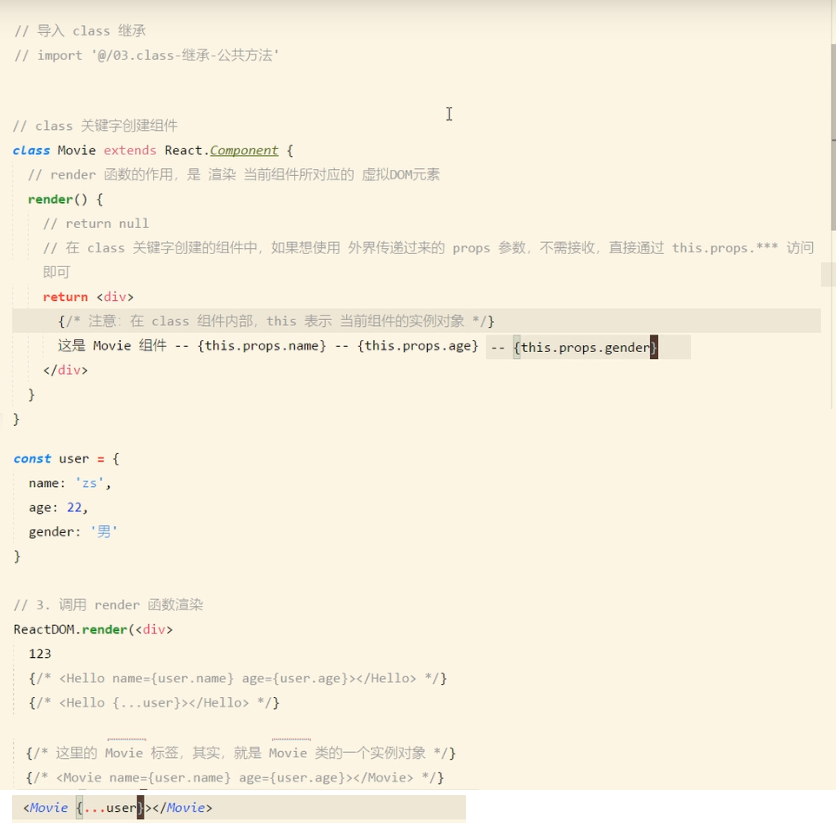 // 导入 class 继承
// import '@/03.class-继承-公共方法'
// class 关键字创建组件
class Movie extends React.Component {
// render 函数的作用，是 渲染 当前组件所对应的 虚拟DOM元素
render() {
// return null
// 在 class 关键字创建的组件中，如果想使用 外界传递过来的 props 参数，不需接收，直接通过 this.props.*** 访问
即可
return <div>
{/* 注意：在 class 组件内部，this 表示 当前组件的实例对象 */}
这是 Movie 组件 -- {this.props.name} -- {this.props.age} -- {this.props.gender}
</div>
}
}
const user = {
name: 'zs',
age: 22,
gender: '男'
}
// 3. 调用 render 函数渲染
ReactDOM.render(<div>
123
{/* <Hello name={user.name} age={user.age}></Hello> */}
{/* <Hello {...user}></Hello> */}
{/* 这里的 Movie 标签，其实，就是 Movie 类的一个实例对象 */}
{/* <Movie name={user.name} age={user.age}></Movie> */}
<Movie {...user}></Movie>